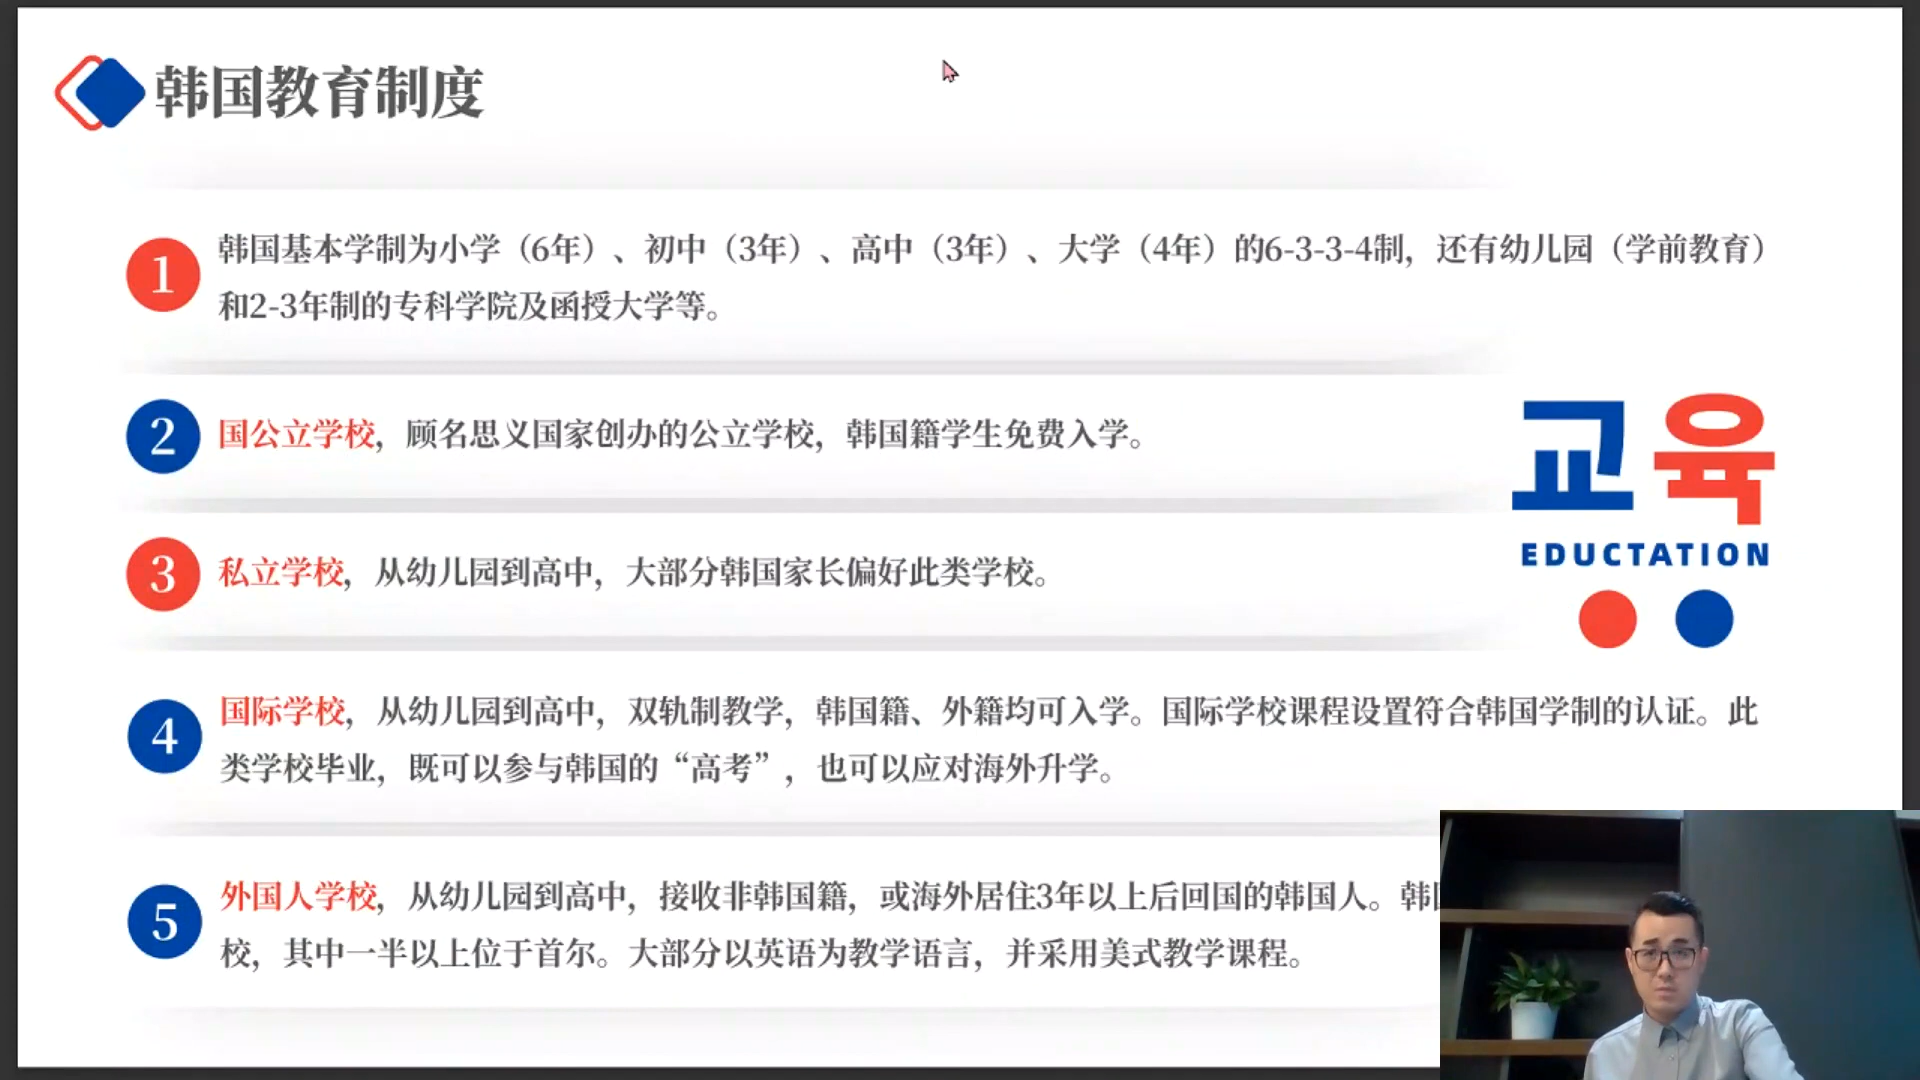 韩国教育制度
1
韩国基本学制为小学（6年）、初中（3年）、高中（3年）、大学（4年）的6-3-3-4制，还有幼儿园（学前教育）
和2-3年制的专科学院及函授大学等。
2
国公立学校，顾名思义国家创办的公立学校，韩国籍学生免费入学。
3
私立学校，从幼儿园到高中，大部分韩国家长偏好此类学校。
교육
EDUCTATION
4
国际学校，从幼儿园到高中，双轨制教学，韩国籍、外籍均可入学。国际学校课程设置符合韩国学制的认证。此
类学校毕业，既可以参与韩国的“高考”，也可以应对海外升学。
5
外国人学校，从幼儿园到高中，接收非韩国籍，或海外居住3年以上后回国的韩国人。韩
校，其中一半以上位于首尔。大部分以英语为教学语言，并采用美式教学课程。